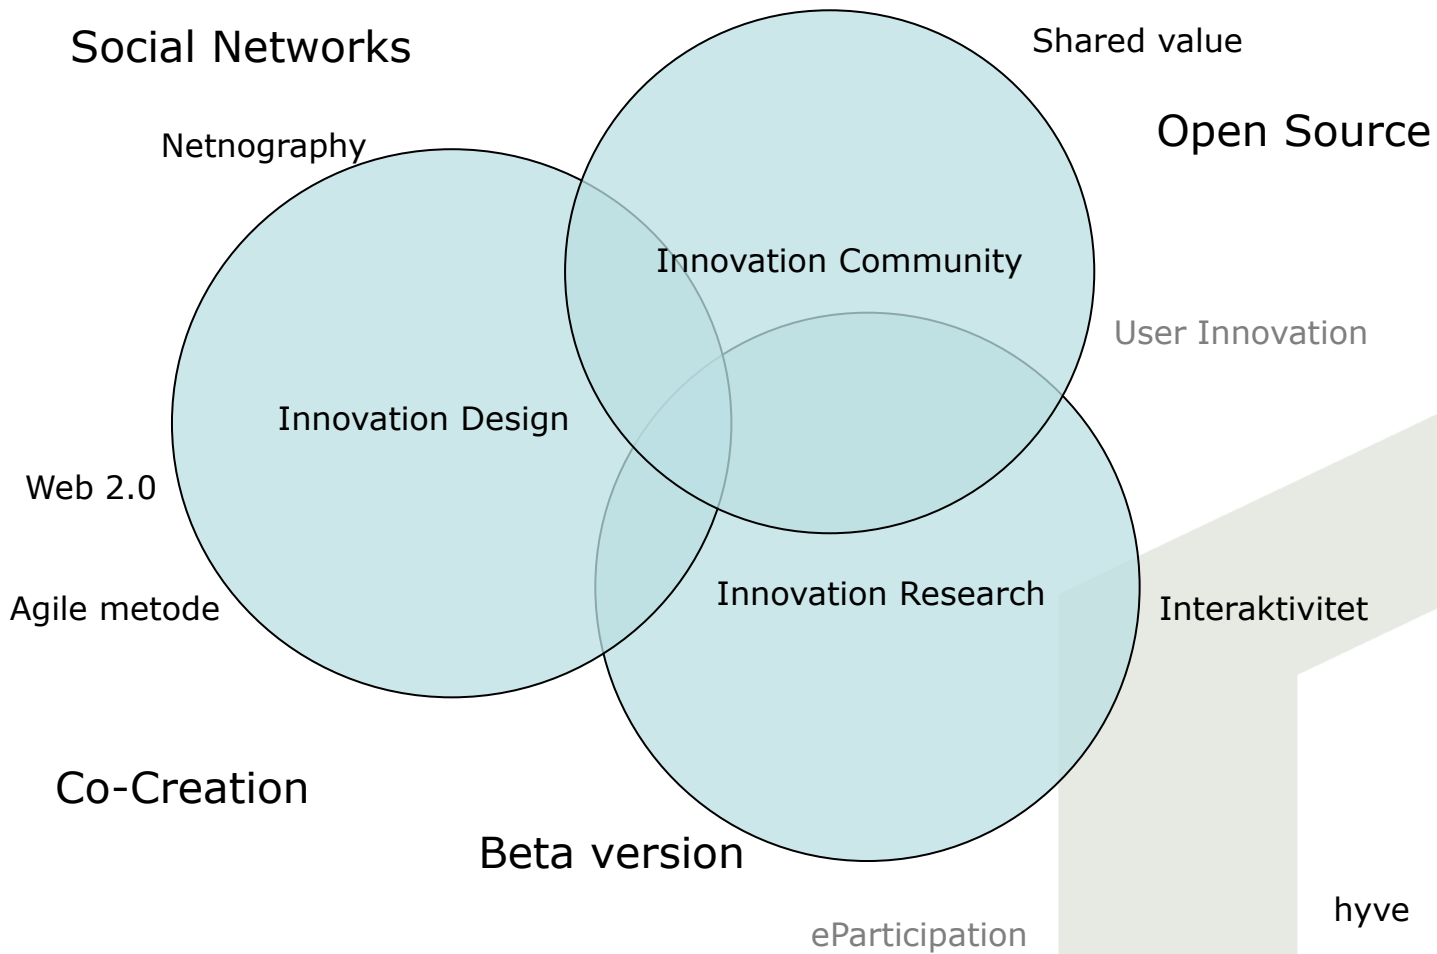 Social Networks
Shared value
Open Source
Netnography
Innovation Community
User Innovation
Innovation Design
Web 2.0
Agile metode
Innovation Research
Interaktivitet
Co-Creation
Beta version
hyve
eParticipation